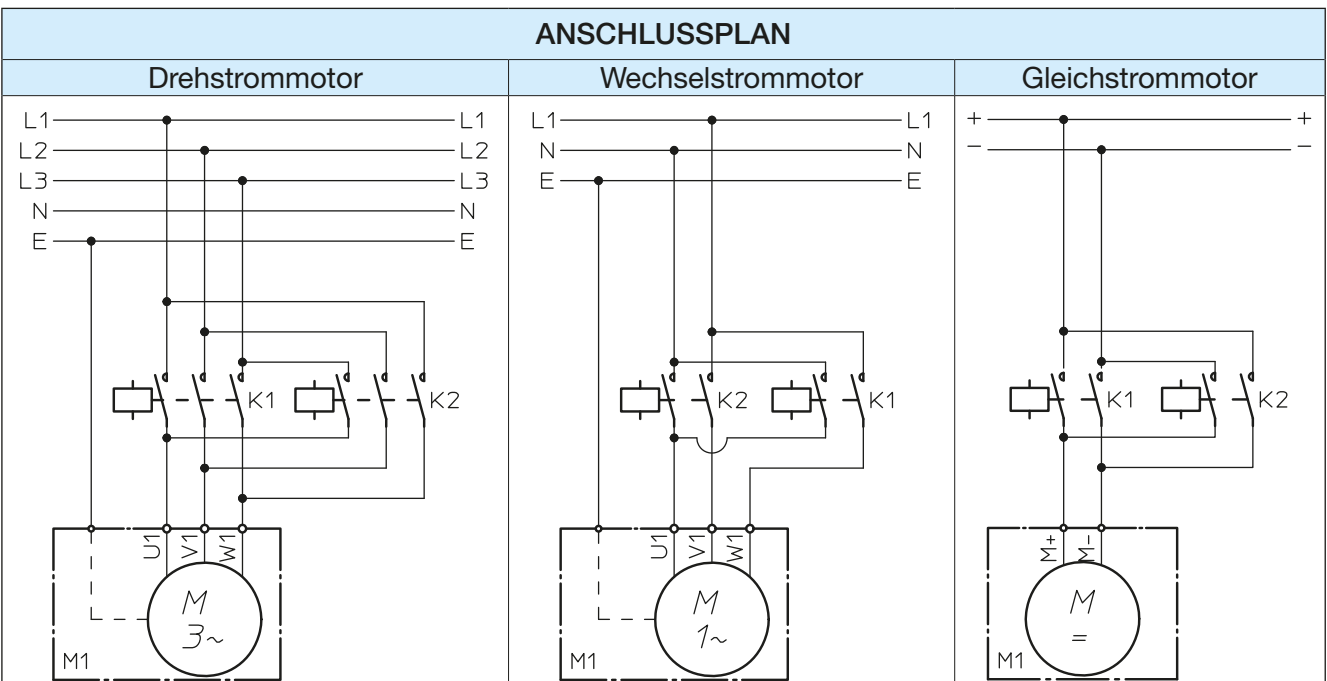 ANSCHLUSSPLAN
Drehstrommotor
L1 L1
L2 L2
L3 L3
N N
E E
K1 K2
U1 V1 W1
M
3~
M1
Wechselstrommotor
L1 L1
N N
E E
K2 K1
U1 V1 W1
M
1~
M1
Gleichstrommotor
+ +
− −
K1 K2
M+ M-
M
=
M1